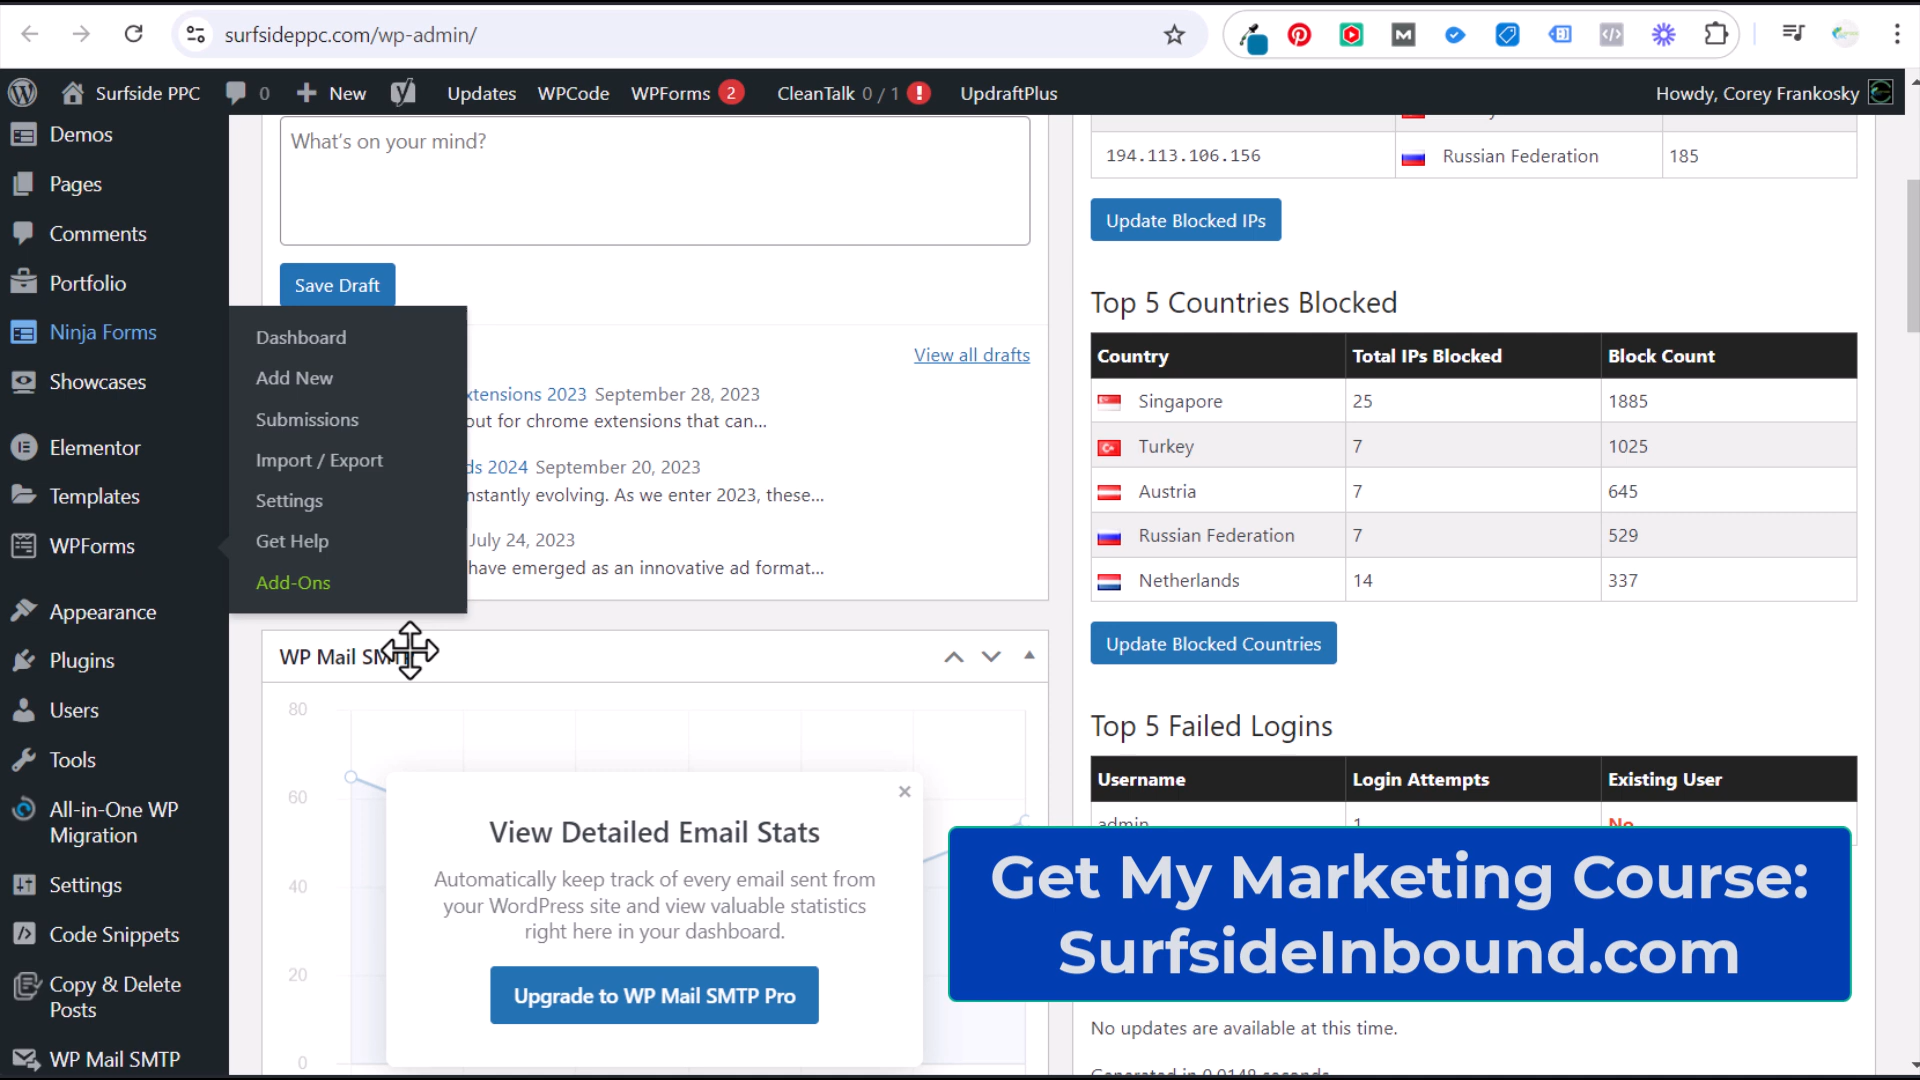 surfsideppc.com/wp-admin/
Surfside PPC
0
New
Updates
WPCode
WPForms 2
CleanTalk 0 / 1 !
UpdraftPlus
Howdy, Corey Frankosky
Demos
Pages
Comments
Portfolio
Ninja Forms
Showcases
Elementor
Templates
WPForms
Appearance
Plugins
Users
Tools
All-in-One WP
Migration
Settings
Code Snippets
Copy & Delete
Posts
WP Mail SMTP
Dashboard
Add New
Submissions
Import / Export
Settings
Get Help
Add-Ons
What's on your mind?
Save Draft
View all drafts
xtensions 2023 September 28, 2023
out for chrome extensions that can...
ds 2024 September 20, 2023
nstantly evolving. As we enter 2023, these...
July 24, 2023
have emerged as an innovative ad format...
WP Mail SMTP
80
60
40
20
0
View Detailed Email Stats
Automatically keep track of every email sent from
your WordPress site and view valuable statistics
right here in your dashboard.
Upgrade to WP Mail SMTP Pro
194.113.106.156 Russian Federation 185
Update Blocked IPs
Top 5 Countries Blocked
Country Total IPs Blocked Block Count
Singapore 25 1885
Turkey 7 1025
Austria 7 645
Russian Federation 7 529
Netherlands 14 337
Update Blocked Countries
Top 5 Failed Logins
Username Login Attempts Existing User
admin 1 No
Get My Marketing Course:
SurfsideInbound.com
No updates are available at this time.
Generated in 0.0148 seconds